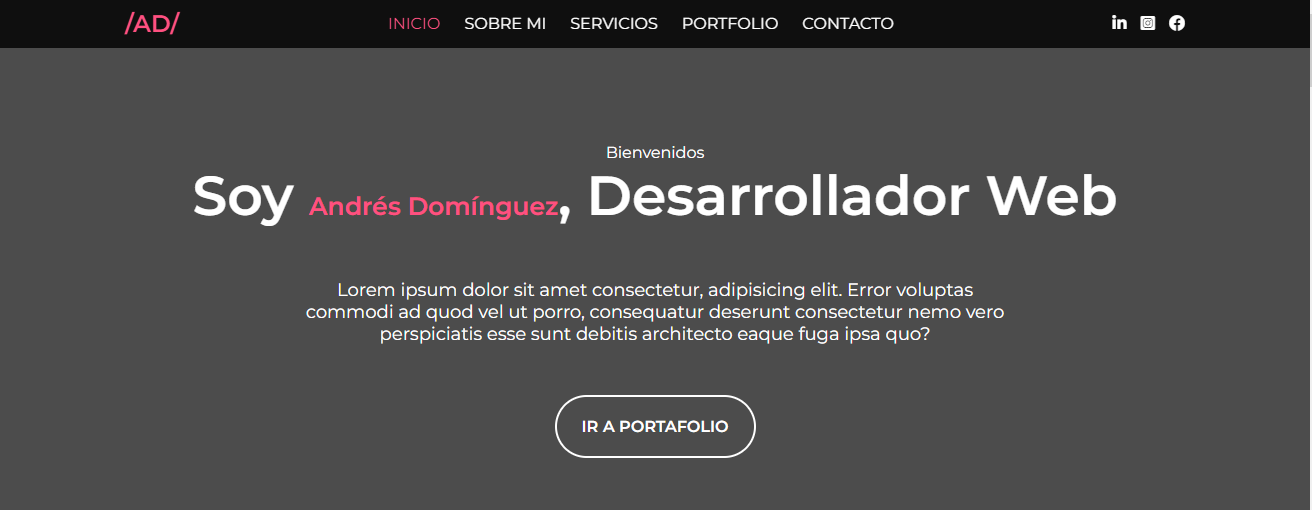 /AD/
INICIO SOBRE MI SERVICIOS PORTFOLIO CONTACTO
Bienvenidos
Soy Andrés Domínguez, Desarrollador Web
Lorem ipsum dolor sit amet consectetur, adipisicing elit. Error voluptas
commodi ad quod vel ut porro, consequatur deserunt consectetur nemo vero
perspiciatis esse sunt debitis architecto eaque fuga ipsa quo?
IR A PORTAFOLIO